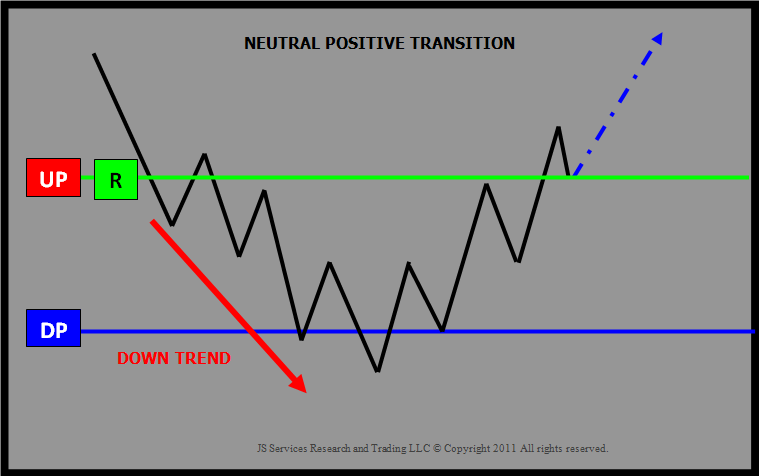 NEUTRAL POSITIVE TRANSITION
UP
R
DP
DOWN TREND
JS Services Research and Trading LLC © Copyright 2011 All rights reserved.